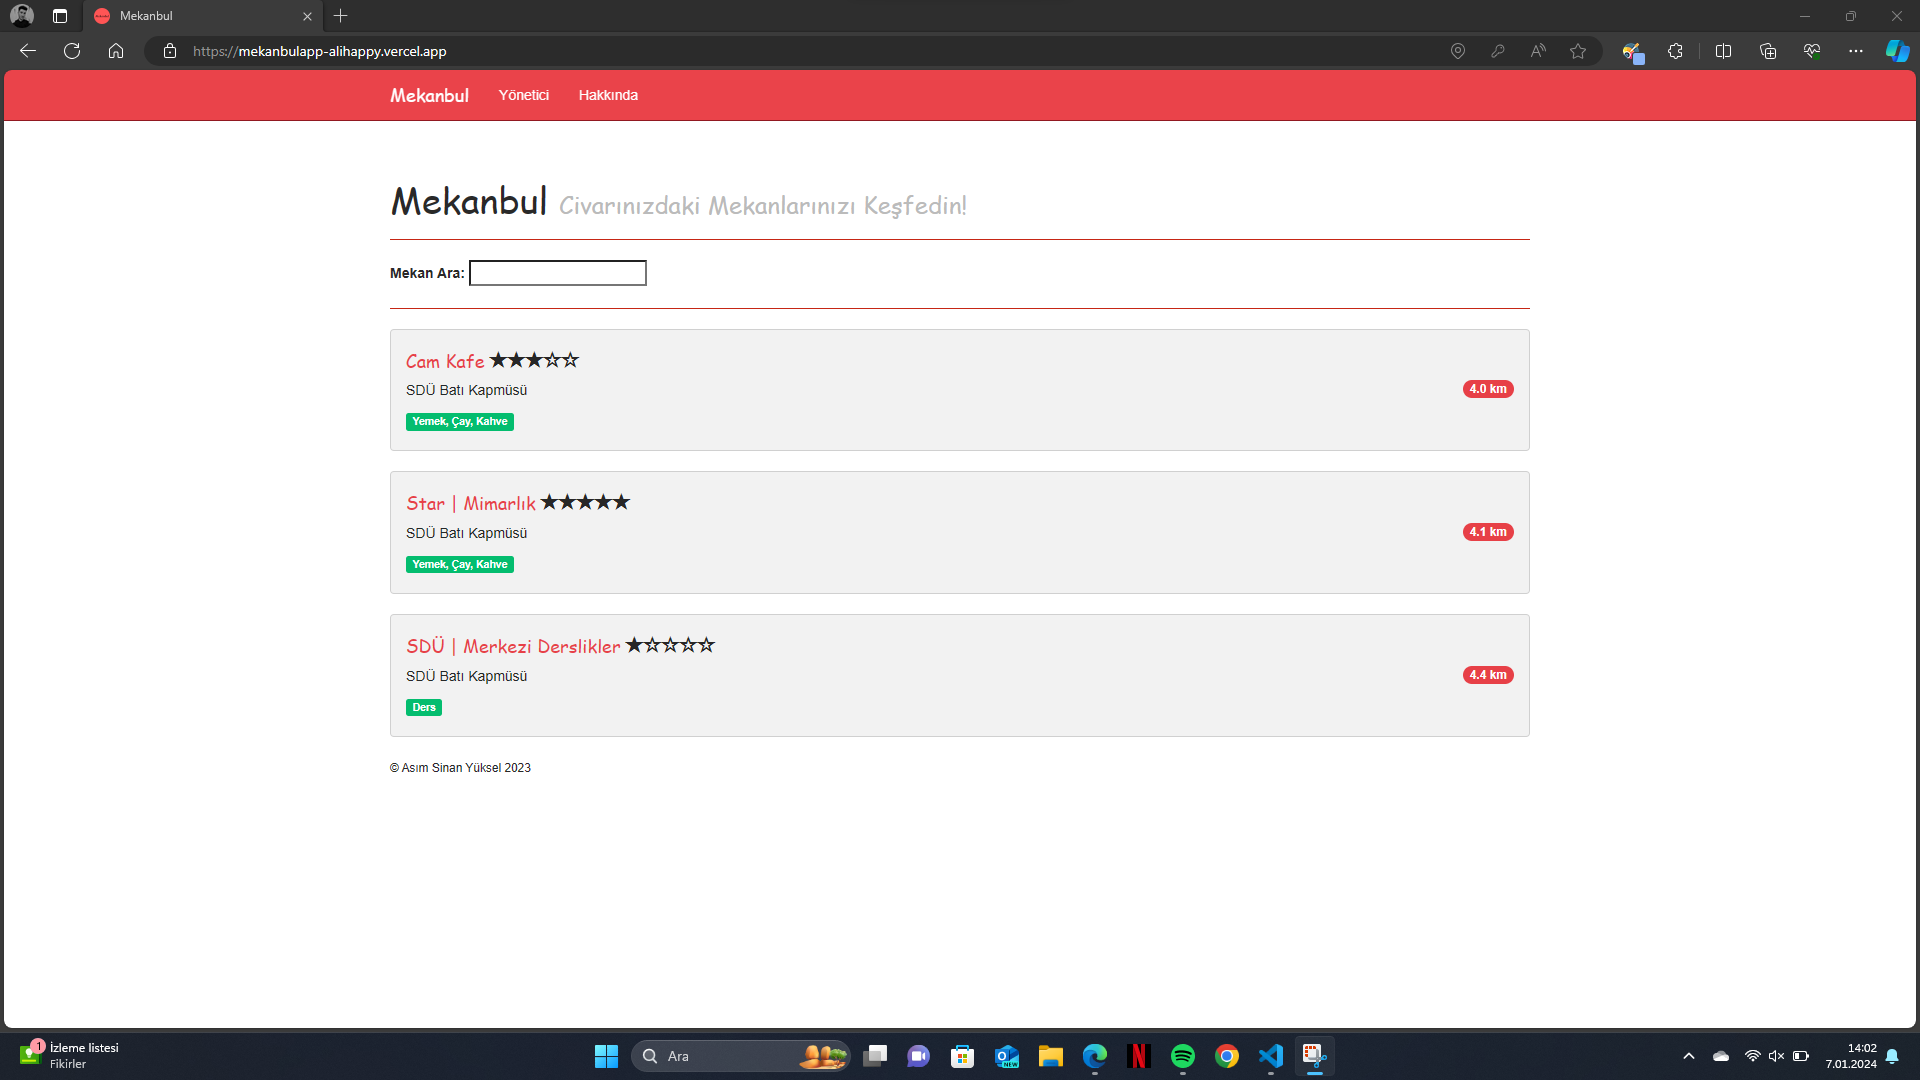 Mekanbul
https://mekanbulapp-alihappy.vercel.app
Mekanbul Yönetici Hakkında
Mekanbul Civarınızdaki Mekanlarınızı Keşfedin!
Mekan Ara:
Cam Kafe ★★★☆☆
SDÜ Batı Kapmüsü
4.0 km
Yemek, Çay, Kahve
Star | Mimarlık ★★★★★
SDÜ Batı Kapmüsü
4.1 km
Yemek, Çay, Kahve
SDÜ | Merkezi Derslikler ★☆☆☆☆
SDÜ Batı Kapmüsü
4.4 km
Ders
© Asım Sinan Yüksel 2023
1
İzleme listesi
Fikirler
Ara
NEW
14:02
7.01.2024